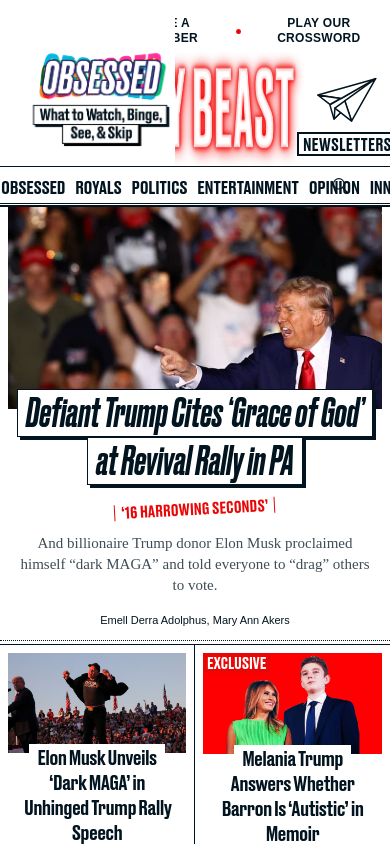 E A
BER
PLAY OUR
CROSSWORD
OBSESSED
What to Watch, Binge,
See, & Skip
Y BEAST
NEWSLETTERS
OBSESSED ROYALS POLITICS ENTERTAINMENT OPINION INN
Defiant Trump Cites ‘Grace of God’
at Revival Rally in PA
‘16 HARROWING SECONDS’
And billionaire Trump donor Elon Musk proclaimed
himself “dark MAGA” and told everyone to “drag” others
to vote.
Emell Derra Adolphus, Mary Ann Akers
Elon Musk Unveils
‘Dark MAGA’ in
Unhinged Trump Rally
Speech
EXCLUSIVE
Melania Trump
Answers Whether
Barron Is ‘Autistic’ in
Memoir